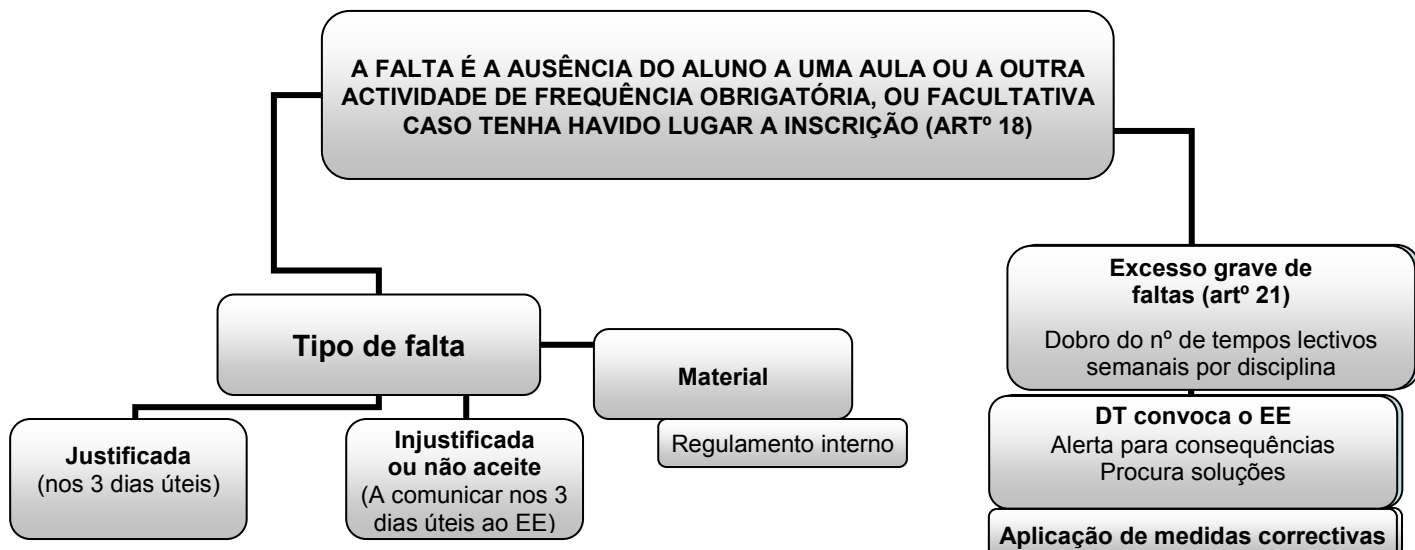 A FALTA É A AUSÊNCIA DO ALUNO A UMA AULA OU A OUTRA
ACTIVIDADE DE FREQUÊNCIA OBRIGATÓRIA, OU FACULTATIVA
CASO TENHA HAVIDO LUGAR A INSCRIÇÃO (ARTº 18)
Tipo de falta
Material
Regulamento interno
Justificada
(nos 3 dias úteis)
Injustificada
ou não aceite
(A comunicar nos 3
dias úteis ao EE)
Excesso grave de
faltas (artº 21)
Dobro do nº de tempos lectivos
semanais por disciplina
DT convoca o EE
Alerta para consequências
Procura soluções
Aplicação de medidas correctivas